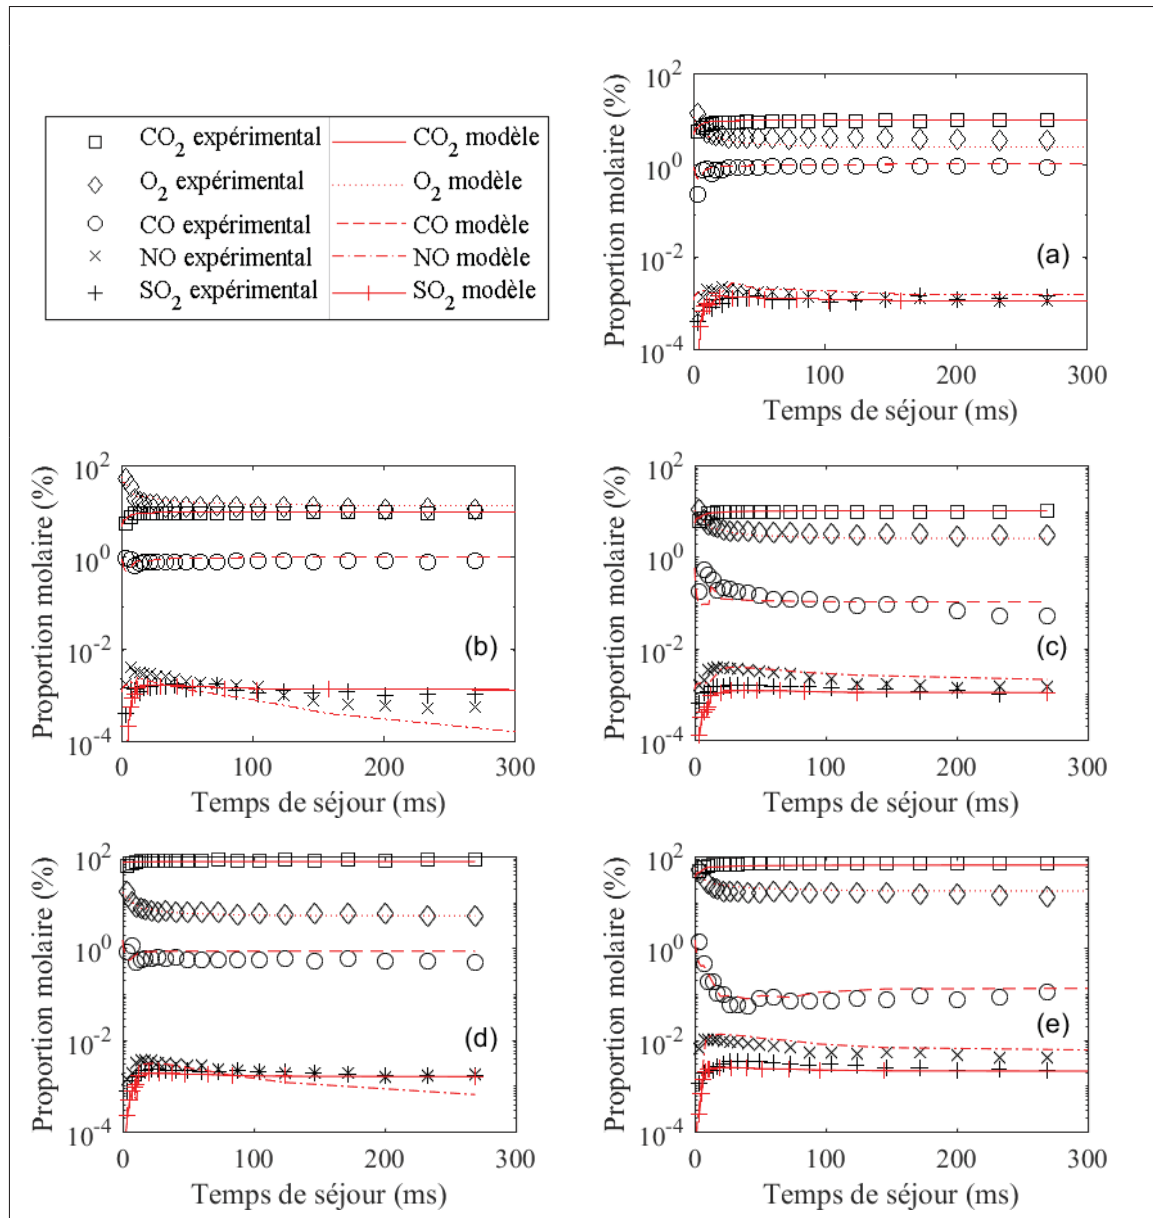 CO2 expérimental CO2 modèle
O2 expérimental O2 modèle
CO expérimental CO modèle
NO expérimental NO modèle
SO2 expérimental SO2 modèle
Proportion molaire (%)
10^2
10^0
10^-2
10^-4
(a)
0 100 200 300
Temps de séjour (ms)
Proportion molaire (%)
10^2
10^0
10^-2
10^-4
(b)
0 100 200 300
Temps de séjour (ms)
Proportion molaire (%)
10^2
10^0
10^-2
10^-4
(c)
0 100 200 300
Temps de séjour (ms)
Proportion molaire (%)
10^2
10^0
10^-2
10^-4
(d)
0 100 200 300
Temps de séjour (ms)
Proportion molaire (%)
10^2
10^0
10^-2
10^-4
(e)
0 100 200 300
Temps de séjour (ms)